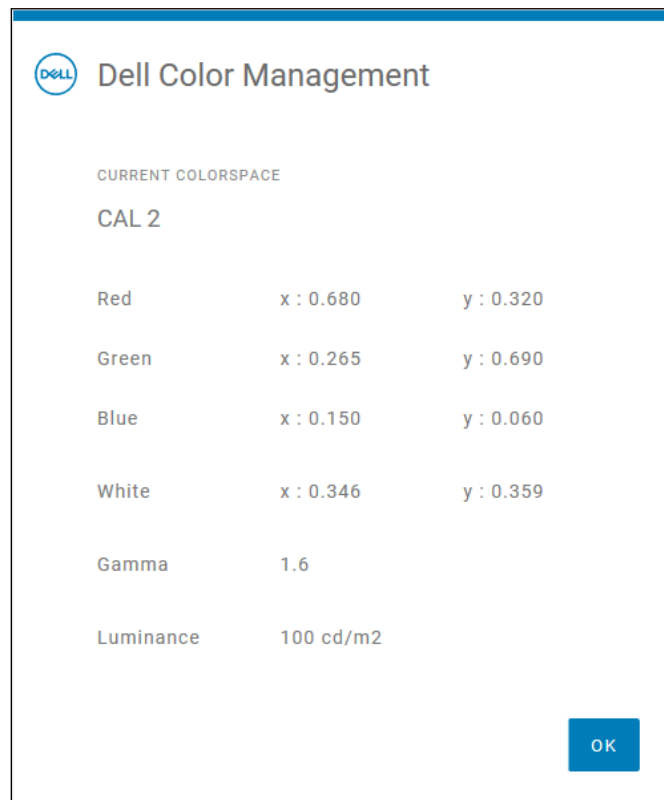 DELL
Dell Color Management
CURRENT COLORSPACE
CAL 2
Red x : 0.680 y : 0.320
Green x : 0.265 y : 0.690
Blue x : 0.150 y : 0.060
White x : 0.346 y : 0.359
Gamma 1.6
Luminance 100 cd/m2
OK